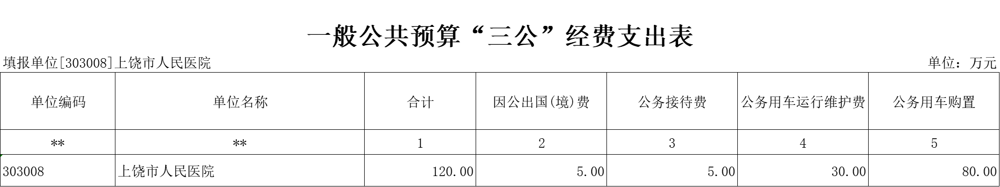 一般公共预算“三公”经费支出表
填报单位[303008]上饶市人民医院 单位：万元
单位编码 单位名称 合计 因公出国(境)费 公务接待费 公务用车运行维护费 公务用车购置
** ** 1 2 3 4 5
303008 上饶市人民医院 120.00 5.00 5.00 30.00 80.00